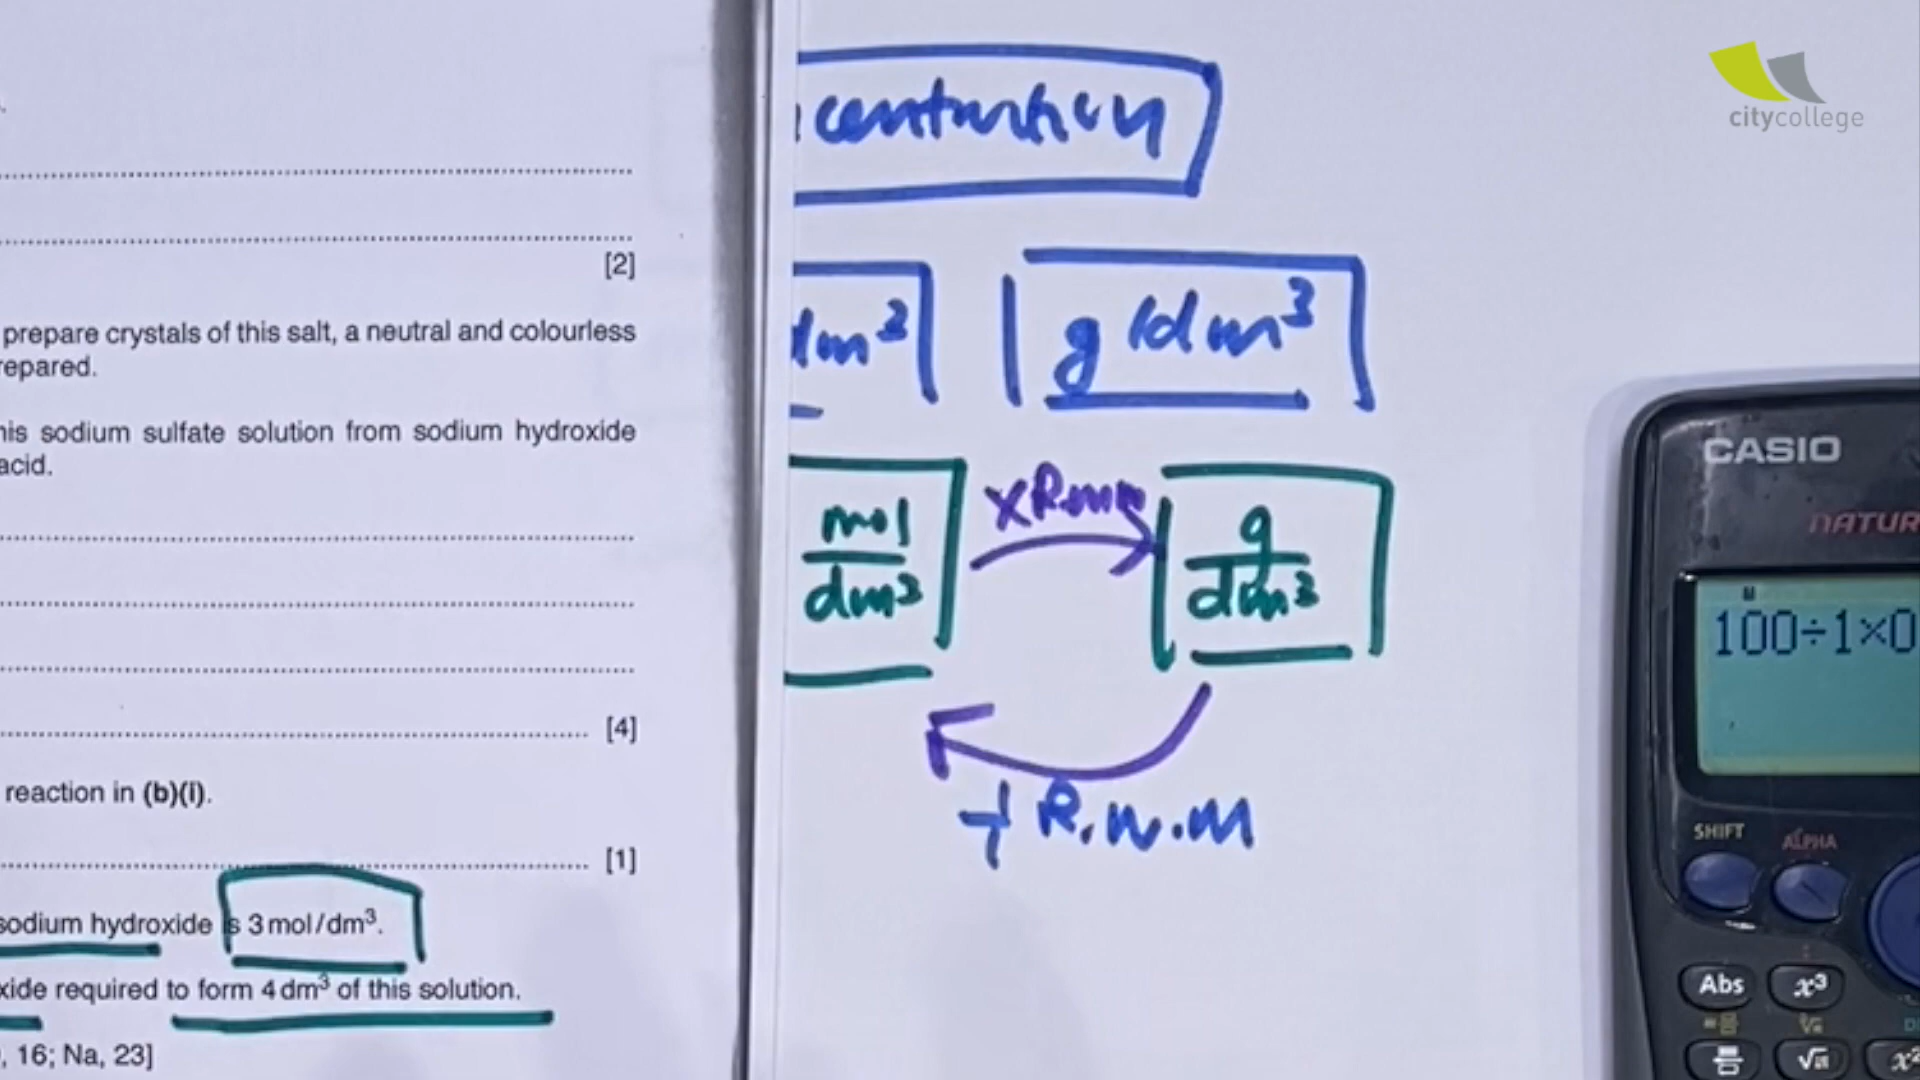 [2]
prepare crystals of this salt, a neutral and colourless
repared.
his sodium sulfate solution from sodium hydroxide
acid.
[4]
reaction in (b)(i).
[1]
sodium hydroxide is 3 mol/dm³.
xide required to form 4 dm³ of this solution.
, 16; Na, 23]
centration
dm³
g/dm³
mol
dm³
g
dm³
÷ R.m.m
citycollege
CASIO
NATUR
100÷1×0
SHIFT
ALPHA
Abs
x³